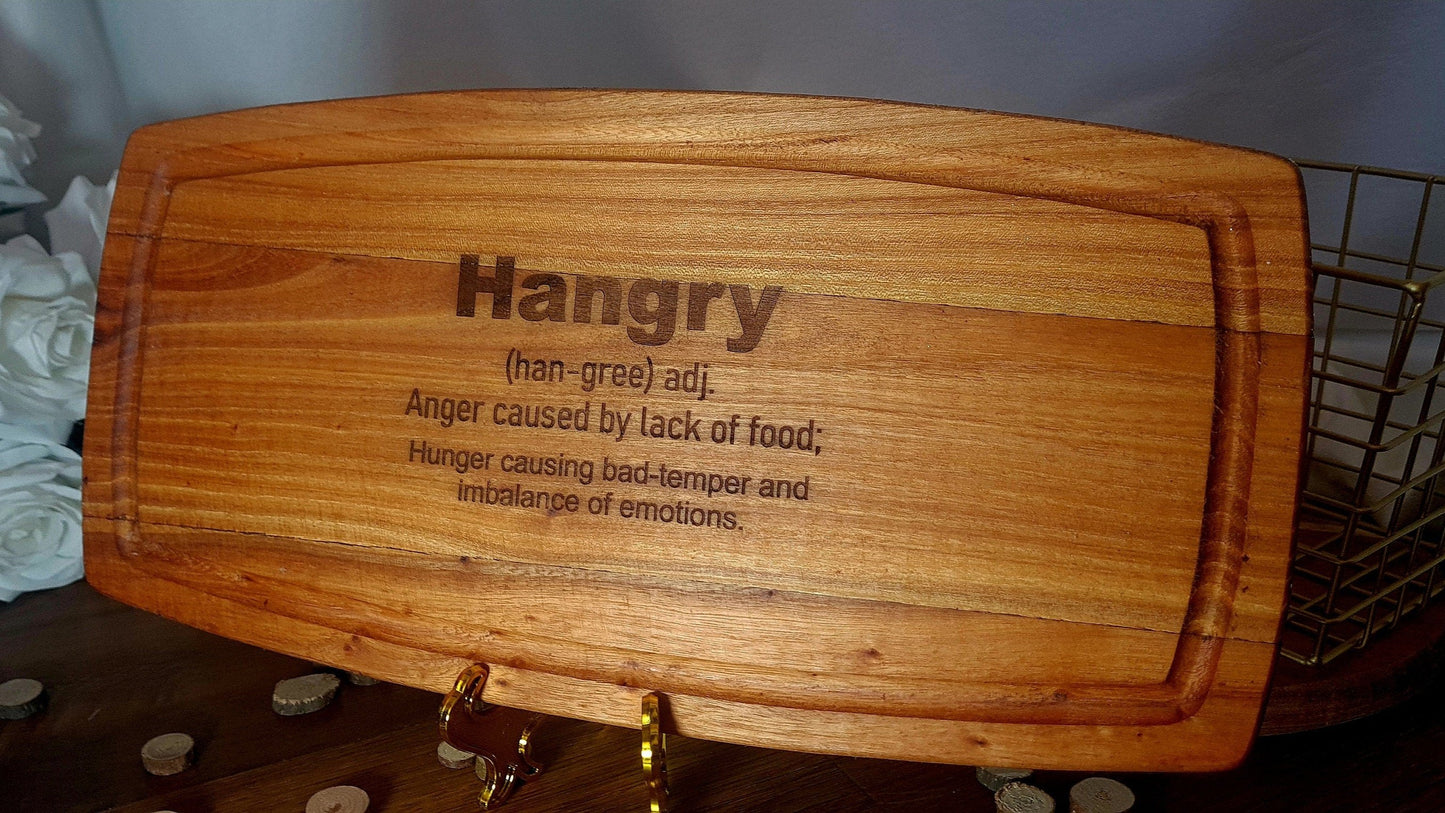 Hangry
(han-gree) adj.
Anger caused by lack of food;
Hunger causing bad-temper and
imbalance of emotions.